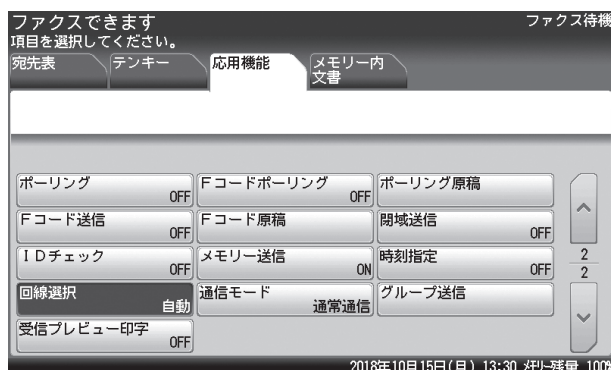 ファクスできます
ファクス待機
項目を選択してください。
宛先表
テンキー
応用機能
メモリー内
文書
ポーリング
OFF
Fコードポーリング
OFF
ポーリング原稿
Fコード送信
OFF
Fコード原稿
閉域送信
OFF
IDチェック
OFF
メモリー送信
ON
時刻指定
OFF
2
2
回線選択
自動
通信モード
通常通信
グループ送信
受信プレビュー印字
OFF
2018年10月15日(月) 13:30 メモリー残量 100%